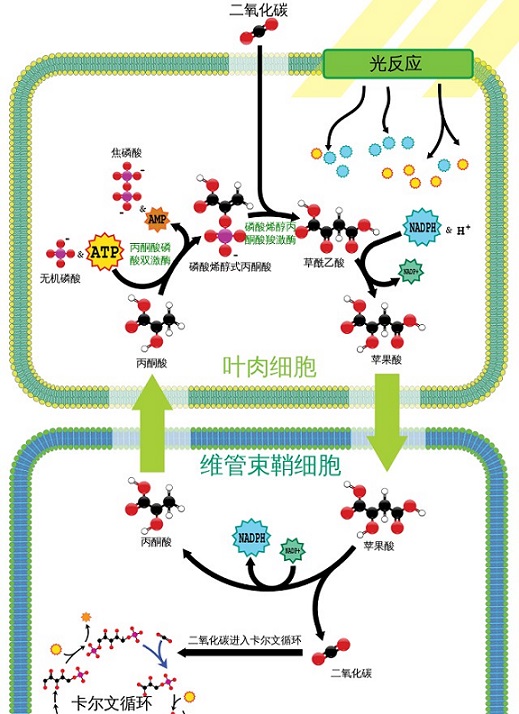 二氧化碳
光反应
焦磷酸
-
-
& AMP
磷酸烯醇丙
酮酸羧激酶
NADPH & H⁺
-
& ATP
丙酮酸磷
酸双激酶
-
无机磷酸
磷酸烯醇式丙酮酸
草酰乙酸
NADP+
丙酮酸
苹果酸
叶肉细胞
维管束鞘细胞
丙酮酸
NADPH
NADP+
苹果酸
二氧化碳进入卡尔文循环
二氧化碳
卡尔文循环